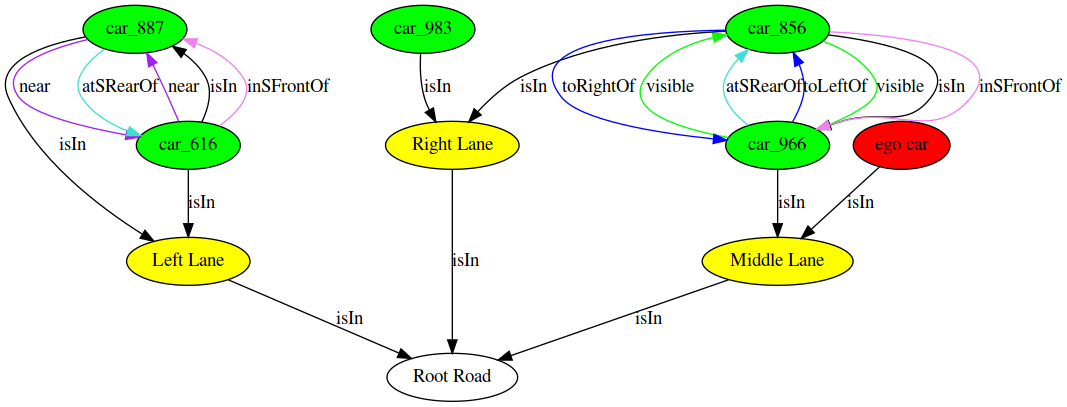 car_887
car_983
car_856
near
atSRearOf
near
isIn
inSFrontOf
isIn
isIn
toRightOf
visible
atSRearOf
toLeftOf
visible
isIn
inSFrontOf
isIn
car_616
Right Lane
car_966
ego car
isIn
isIn
isIn
isIn
Left Lane
Middle Lane
isIn
isIn
Root Road